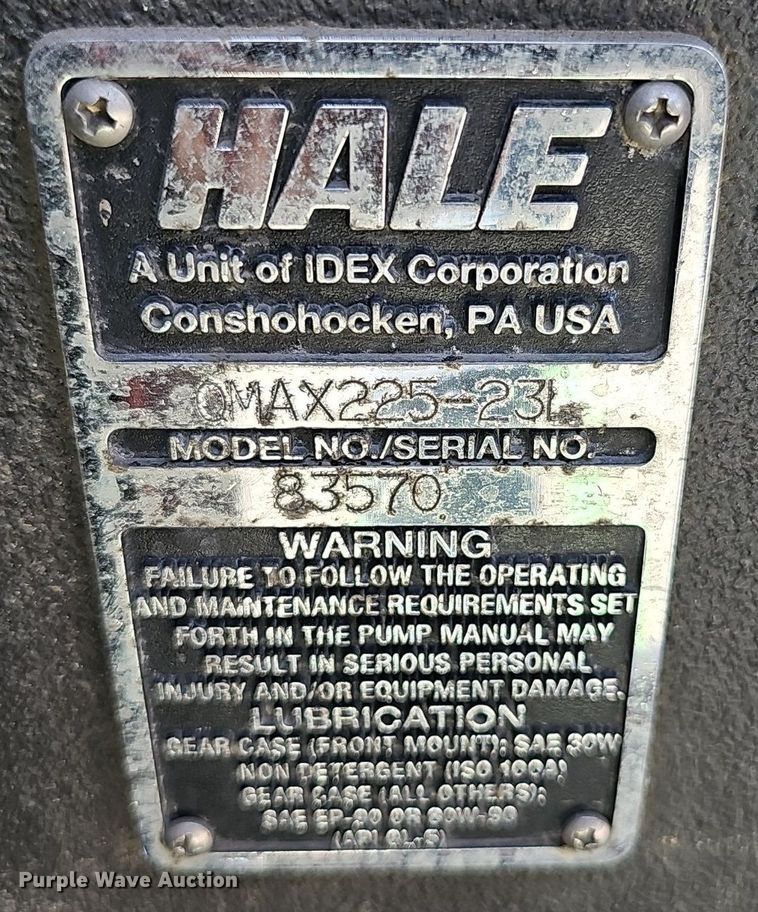 HALE
A Unit of IDEX Corporation
Conshohocken, PA USA
QMAX225-23L
MODEL NO./SERIAL NO.
83570
WARNING
FAILURE TO FOLLOW THE OPERATING
AND MAINTENANCE REQUIREMENTS SET
FORTH IN THE PUMP MANUAL MAY
RESULT IN SERIOUS PERSONAL
INJURY AND/OR EQUIPMENT DAMAGE.
LUBRICATION
GEAR CASE (FRONT MOUNT): SAE 30W
NON DETERGENT (ISO 100A)
GEAR CASE (ALL OTHERS):
SAE EP-90 OR 80W-90
(API GL-5)
Purple Wave Auction